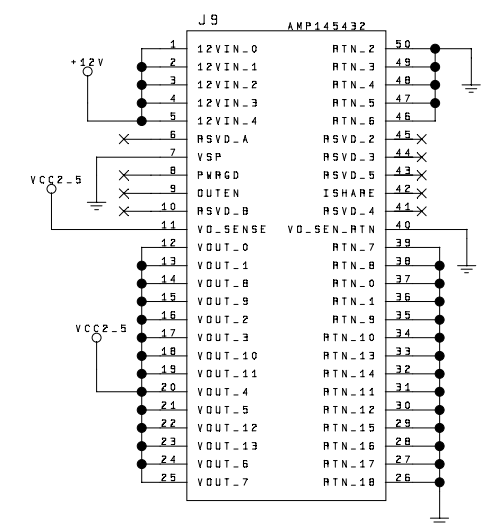 J9
AMP145432
1 12VIN_0 RTN_2 50
+12V
2 12VIN_1 RTN_3 49
3 12VIN_2 RTN_4 48
4 12VIN_3 RTN_5 47
5 12VIN_4 RTN_6 46
6 RSVD_A RSVD_2 45
7 VSP RSVD_3 44
8 PWRGD RSVD_5 43
VCC2_5
9 OUTEN ISHARE 42
10 RSVD_B RSVD_4 41
11 VO_SENSE VO_SEN_RTN 40
12 VOUT_0 RTN_7 39
13 VOUT_1 RTN_8 38
14 VOUT_8 RTN_0 37
15 VOUT_9 RTN_1 36
16 VOUT_2 RTN_9 35
VCC2_5
17 VOUT_3 RTN_10 34
18 VOUT_10 RTN_13 33
19 VOUT_11 RTN_14 32
20 VOUT_4 RTN_11 31
21 VOUT_5 RTN_12 30
22 VOUT_12 RTN_15 29
23 VOUT_13 RTN_16 28
24 VOUT_6 RTN_17 27
25 VOUT_7 RTN_18 26